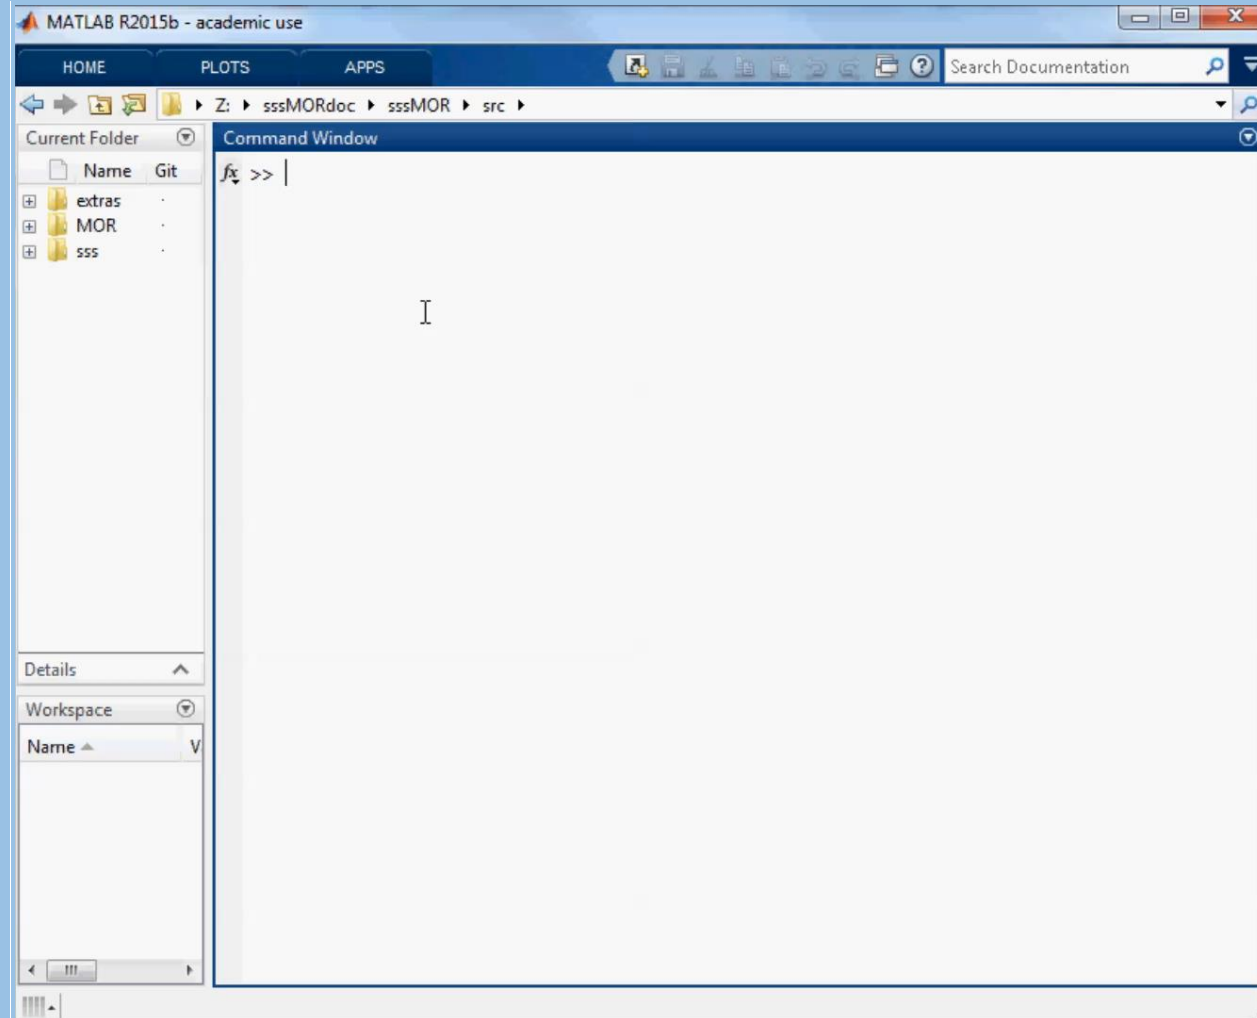 MATLAB R2015b - academic use
HOME PLOTS APPS Search Documentation
Z: sssMORdoc sssMOR src
Current Folder
Command Window
Name Git
fx >>
extras
MOR
sss
Details
Workspace
Name V